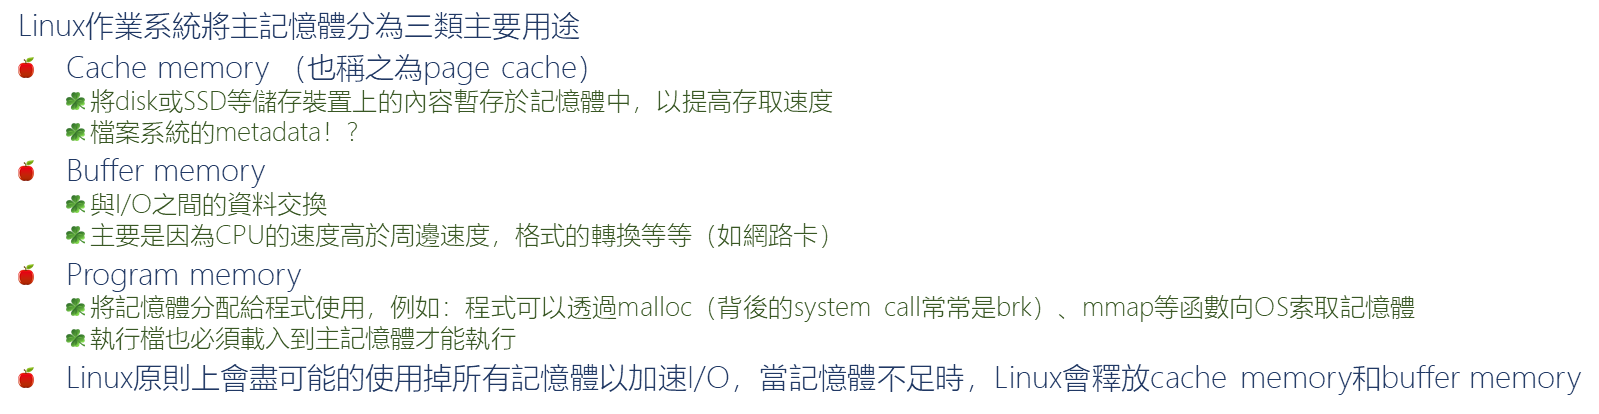 Linux作業系統將主記憶體分為三類主要用途
Cache memory （也稱之為page cache）
將disk或SSD等儲存裝置上的內容暫存於記憶體中，以提高存取速度
檔案系統的metadata！？
Buffer memory
與I/O之間的資料交換
主要是因為CPU的速度高於周邊速度，格式的轉換等等（如網路卡）
Program memory
將記憶體分配給程式使用，例如：程式可以透過malloc（背後的system call常常是brk）、mmap等函數向OS索取記憶體
執行檔也必須載入到主記憶體才能執行
Linux原則上會盡可能的使用掉所有記憶體以加速I/O，當記憶體不足時，Linux會釋放cache memory和buffer memory